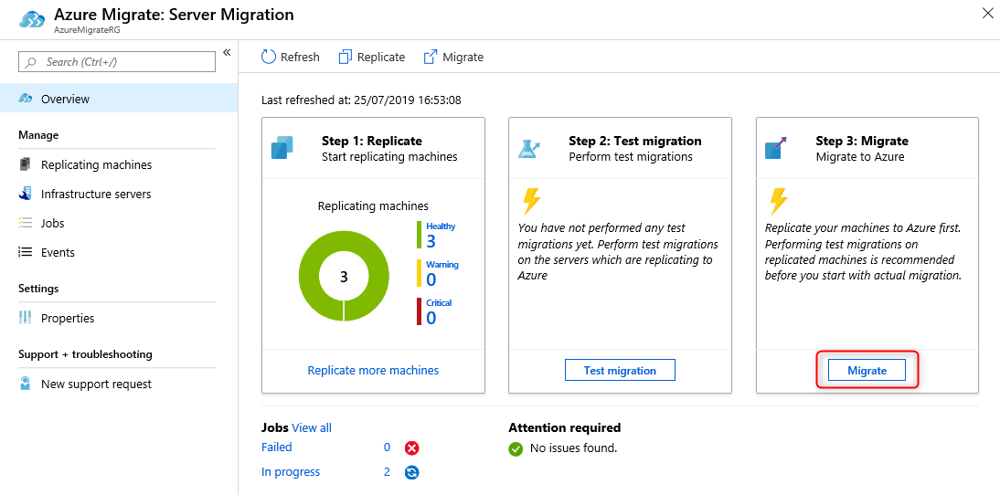 Azure Migrate: Server Migration
AzureMigrateRG
Search (Ctrl+/)
«
Overview
Manage
Replicating machines
Infrastructure servers
Jobs
Events
Settings
Properties
Support + troubleshooting
New support request
Refresh
Replicate
Migrate
Last refreshed at: 25/07/2019 16:53:08
Step 1: Replicate
Start replicating machines
Replicating machines
3
Healthy
3
Warning
0
Critical
0
Replicate more machines
Step 2: Test migration
Perform test migrations
You have not performed any test
migrations yet. Perform test migrations
on the servers which are replicating to
Azure
Test migration
Step 3: Migrate
Migrate to Azure
Replicate your machines to Azure first.
Performing test migrations on
replicated machines is recommended
before you start with actual migration.
Migrate
Jobs View all
Failed 0
In progress 2
Attention required
No issues found.